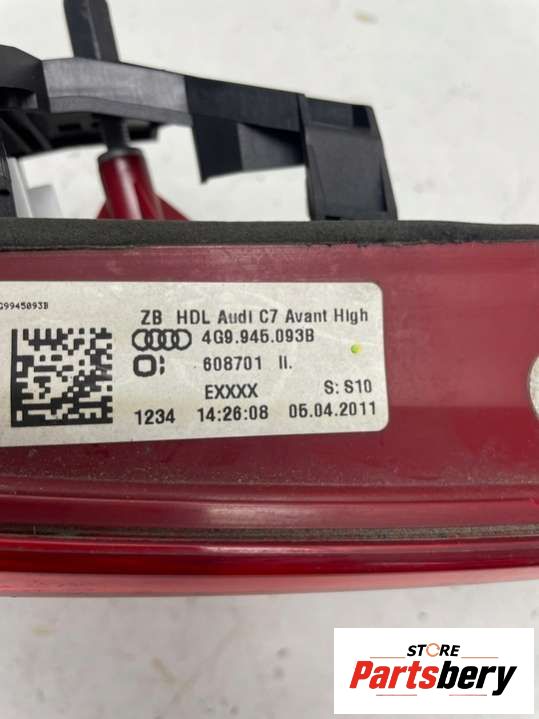 G9945093B
ZB HDL Audi C7 Avant High
4G9.945.093B
608701 II.
EXXXX S: S10
1234 14:26:08 05.04.2011
STORE
Partsbery